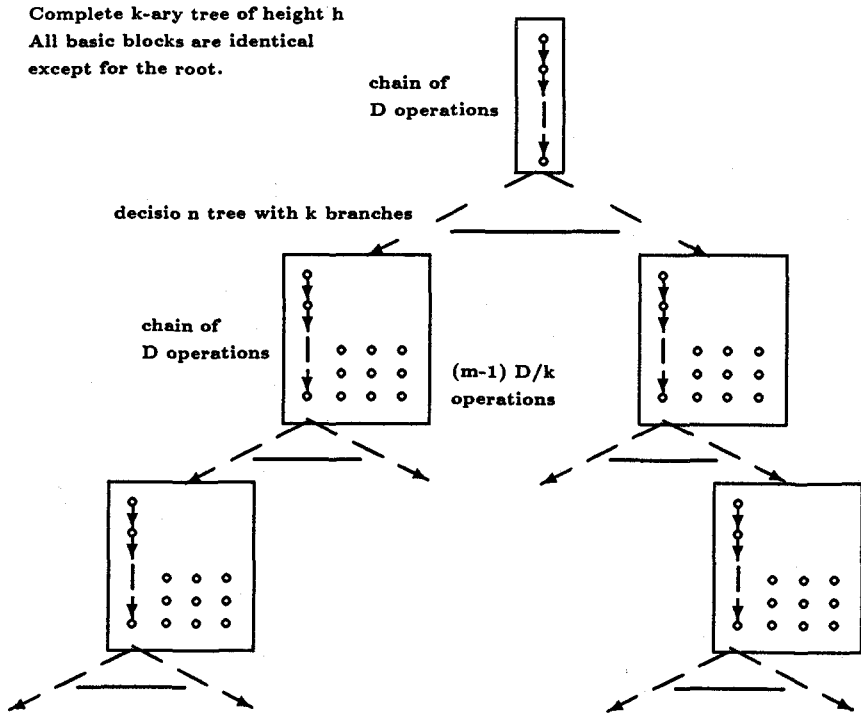 Complete k-ary tree of height h
All basic blocks are identical
except for the root.
chain of
D operations
decisio n tree with k branches
chain of
D operations
(m-1) D/k
operations